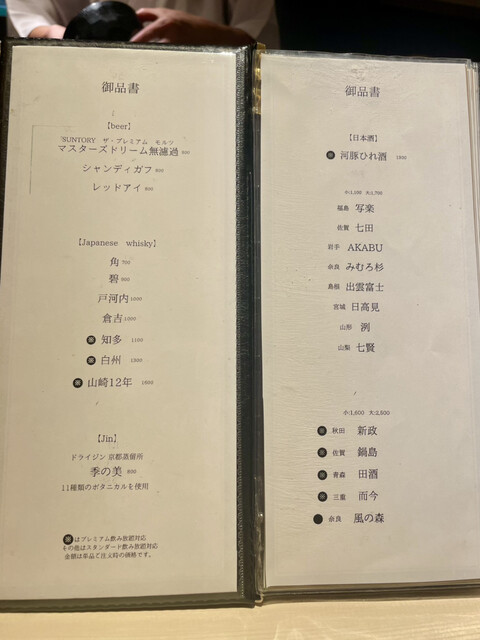 御品書
【beer】
SUNTORY ザ・プレミアム モルツ
マスターズドリーム無濾過
シャンディガフ 800
レッドアイ 800
【Japanese whisky】
角 700
碧 900
戸河内 1000
倉吉 1000
知多 1100
白州 1300
山崎12年 1800
【Jin】
ドライジン 京都蒸留所
季の美 800
11種類のボタニカルを使用
※はプレミアム飲み放題対応
その他はスタンダード飲み放題対応
金額は単品ご注文時の価格です。
御品書
【日本酒】
※ 河豚ひれ酒
小:1,100 大:1,700
福島 写楽
佐賀 七田
岩手 AKABU
奈良 みむろ杉
島根 出雲富士
宮城 日高見
山形 洌
山梨 七賢
小:1,600 大:2,500
秋田 新政
佐賀 鍋島
青森 田酒
三重 而今
奈良 風の森